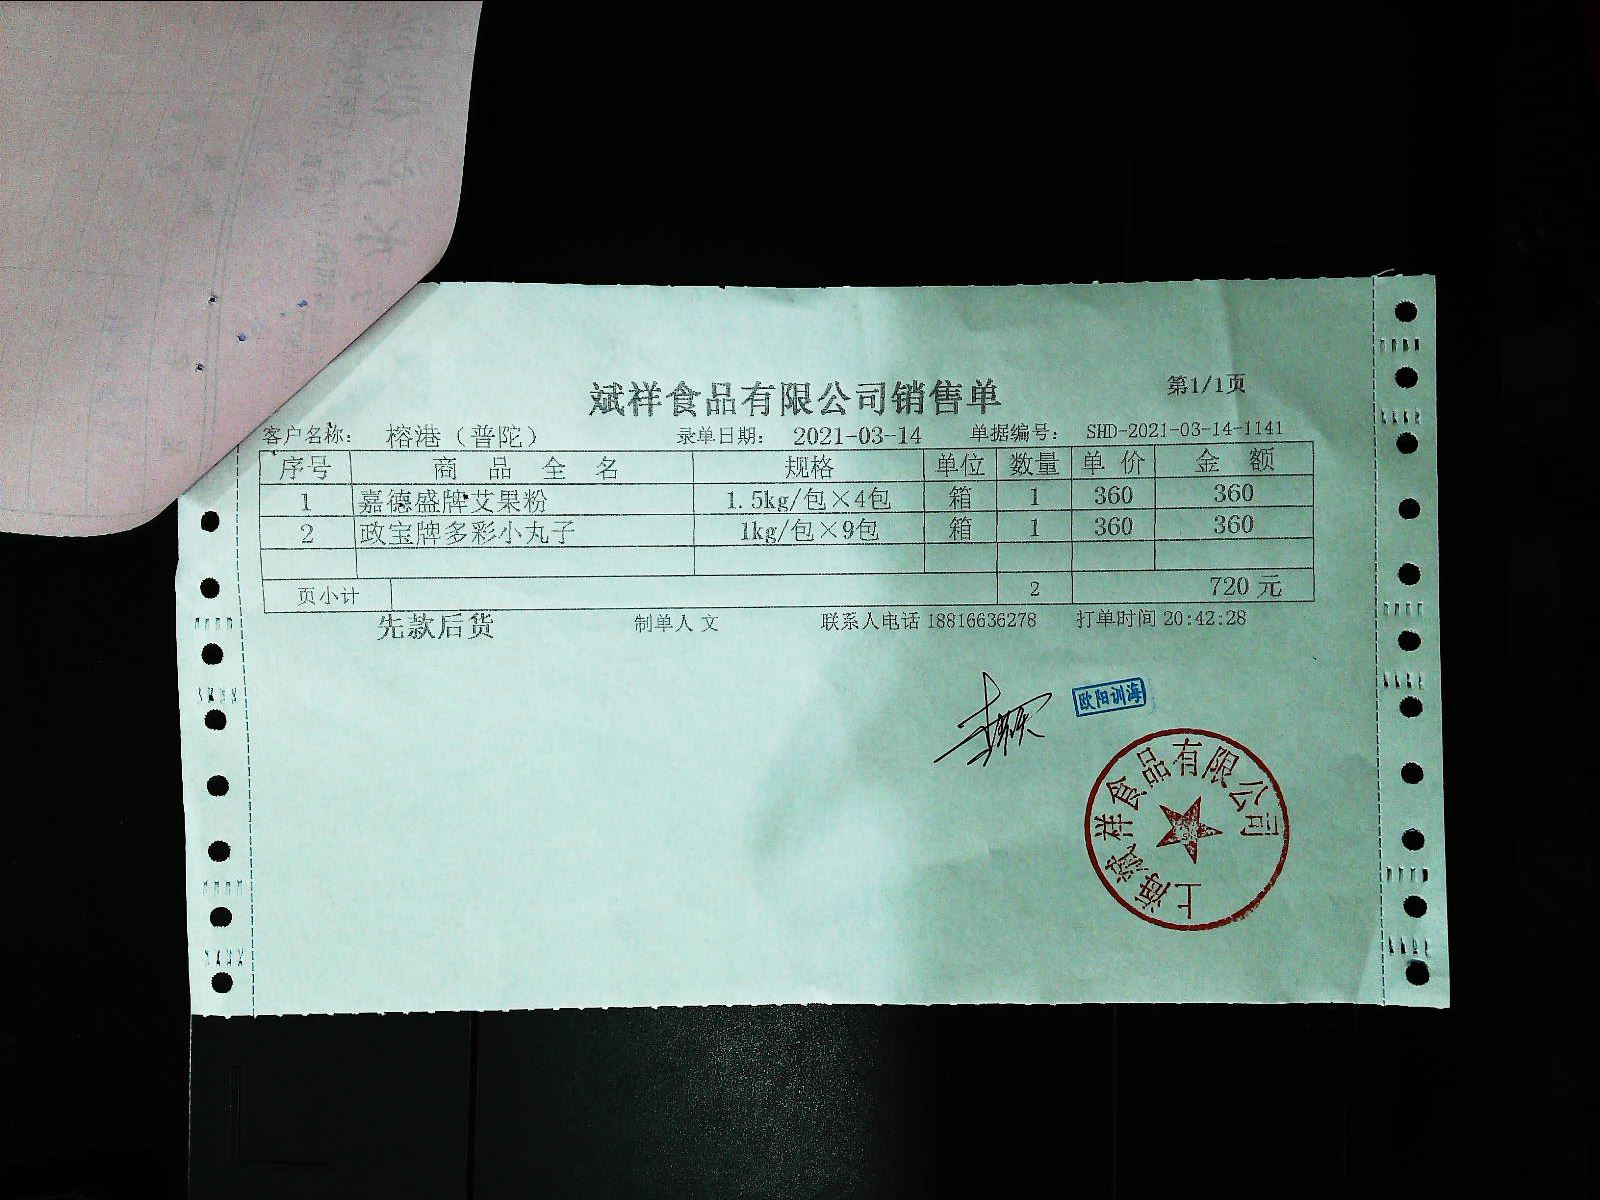 斌祥食品有限公司销售单
第1/1页
客户名称： 榕港（普陀） 录单日期： 2021-03-14 单据编号： SHD-2021-03-14-1141
序号 商品全名 规格 单位 数量 单价 金额
1 嘉德盛牌艾果粉 1.5kg/包×4包 箱 1 360 360
2 政宝牌多彩小丸子 1kg/包×9包 箱 1 360 360
页小计 2 720元
先款后货 制单人 文 联系人电话 18816636278 打单时间 20:42:28
欧阳训海
上海斌祥食品有限公司